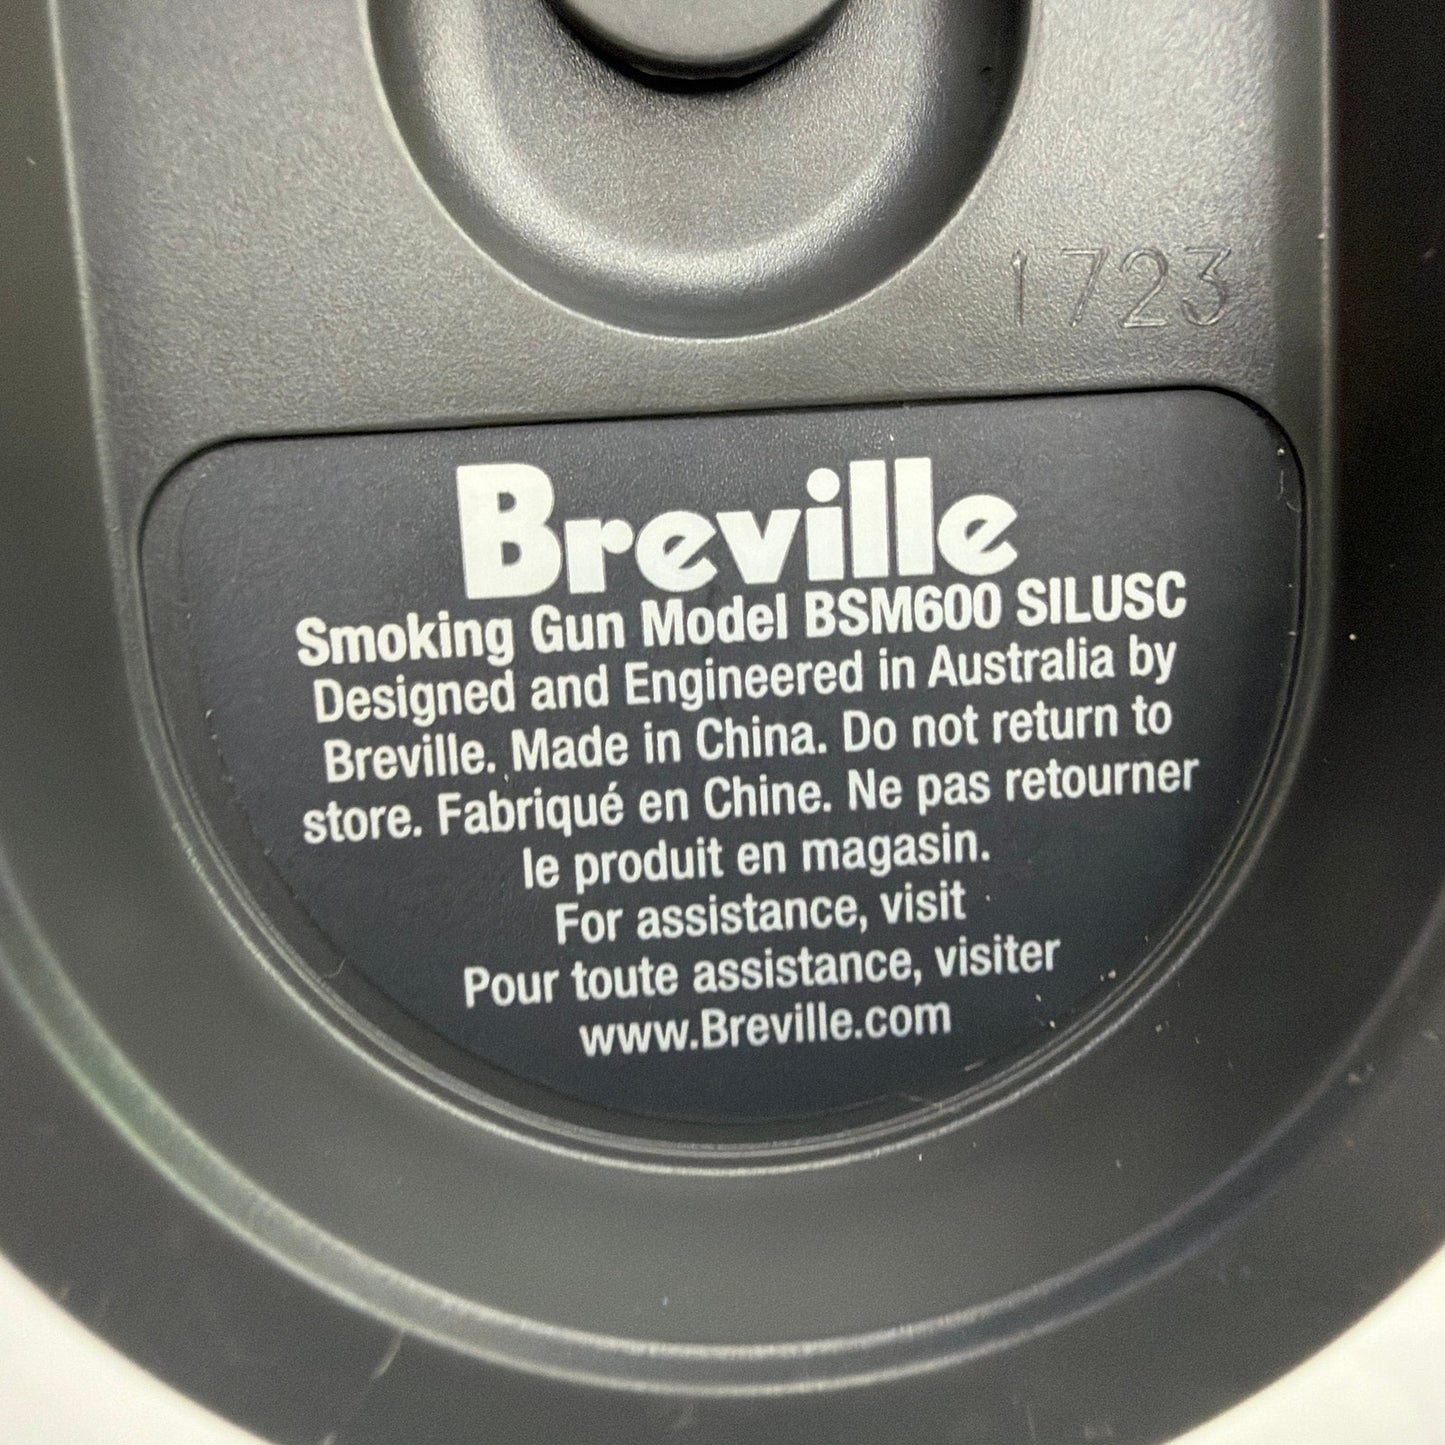 1723
Breville
Smoking Gun Model BSM600 SILUSC
Designed and Engineered in Australia by
Breville. Made in China. Do not return to
store. Fabriqué en Chine. Ne pas retourner
le produit en magasin.
For assistance, visit
Pour toute assistance, visiter
www.Breville.com